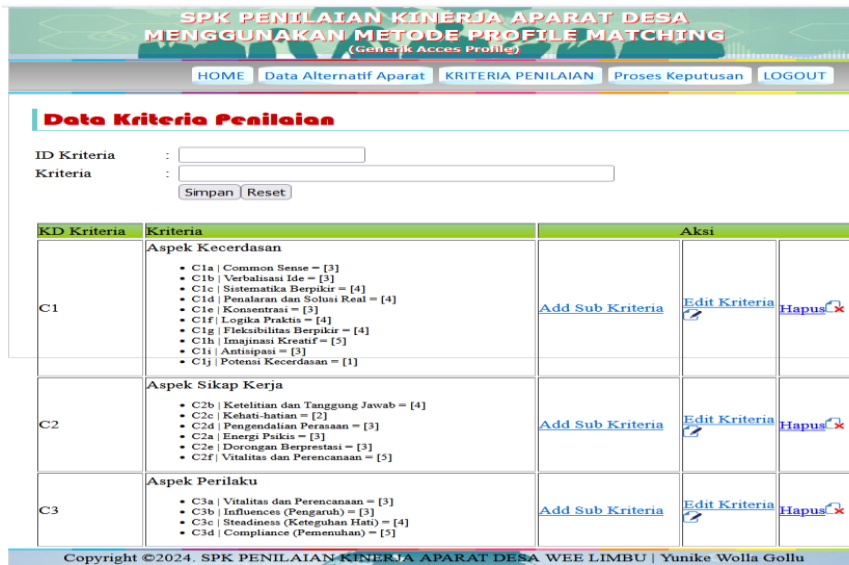 SPK PENILAIAN KINERJA APARAT DESA
MENGGUNAKAN METODE PROFILE MATCHING
(Generik Acces Profile)
HOME Data Alternatif Aparat KRITERIA PENILAIAN Proses Keputusan LOGOUT
Data Kriteria Penilaian
ID Kriteria :
Kriteria :
Simpan Reset
KD Kriteria Kriteria Aksi
C1
Aspek Kecerdasan
• C1a | Common Sense = [3]
• C1b | Verbalisasi Ide = [3]
• C1c | Sistematika Berpikir = [4]
• C1d | Penalaran dan Solusi Real = [4]
• C1e | Konsentrasi = [3]
• C1f | Logika Praktis = [4]
• C1g | Fleksibilitas Berpikir = [4]
• C1h | Imajinasi Kreatif = [5]
• C1i | Antisipasi = [3]
• C1j | Potensi Kecerdasan = [1]
Add Sub Kriteria Edit Kriteria Hapus
C2
Aspek Sikap Kerja
• C2b | Ketelitian dan Tanggung Jawab = [4]
• C2c | Kehati-hatian = [2]
• C2d | Pengendalian Perasaan = [3]
• C2a | Energi Psikis = [3]
• C2e | Dorongan Berprestasi = [3]
• C2f | Vitalitas dan Perencanaan = [5]
Add Sub Kriteria Edit Kriteria Hapus
C3
Aspek Perilaku
• C3a | Vitalitas dan Perencanaan = [3]
• C3b | Influences (Pengaruh) = [3]
• C3c | Steadiness (Keteguhan Hati) = [4]
• C3d | Compliance (Pemenuhan) = [5]
Add Sub Kriteria Edit Kriteria Hapus
Copyright ©2024. SPK PENILAIAN KINERJA APARAT DESA WEE LIMBU | Yunike Wolla Gollu